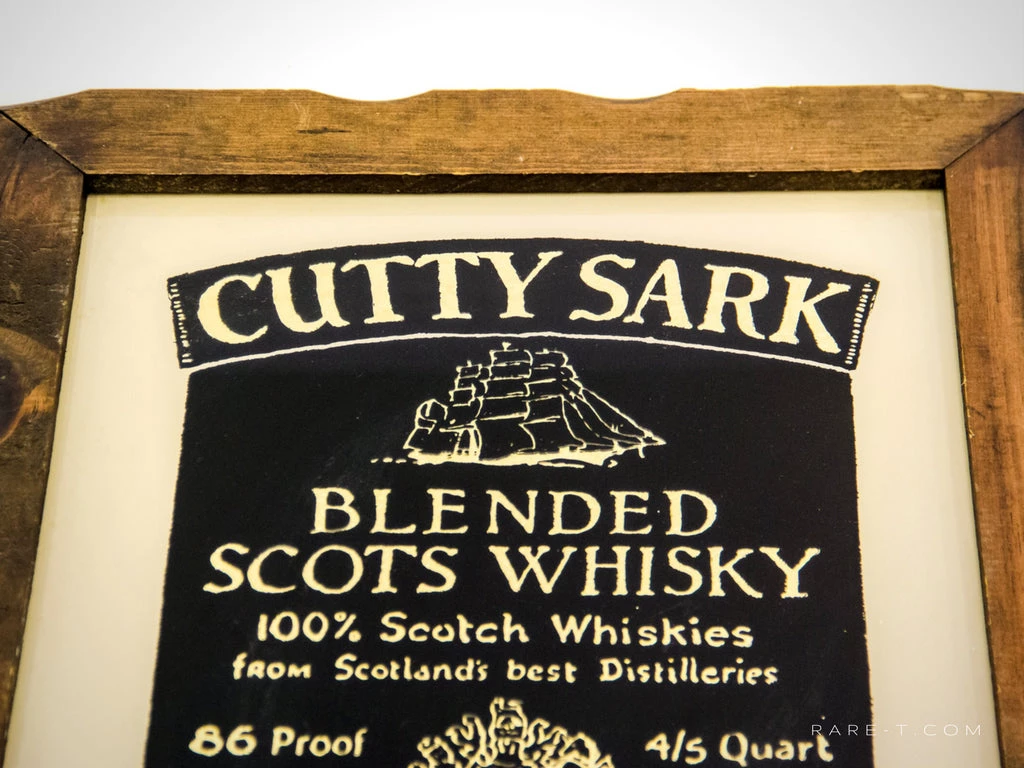 CUTTY SARK
BLENDED
SCOTS WHISKY
100% Scotch Whiskies
from Scotland's best Distilleries
86 Proof 4/5 Quart
RARE-T.COM